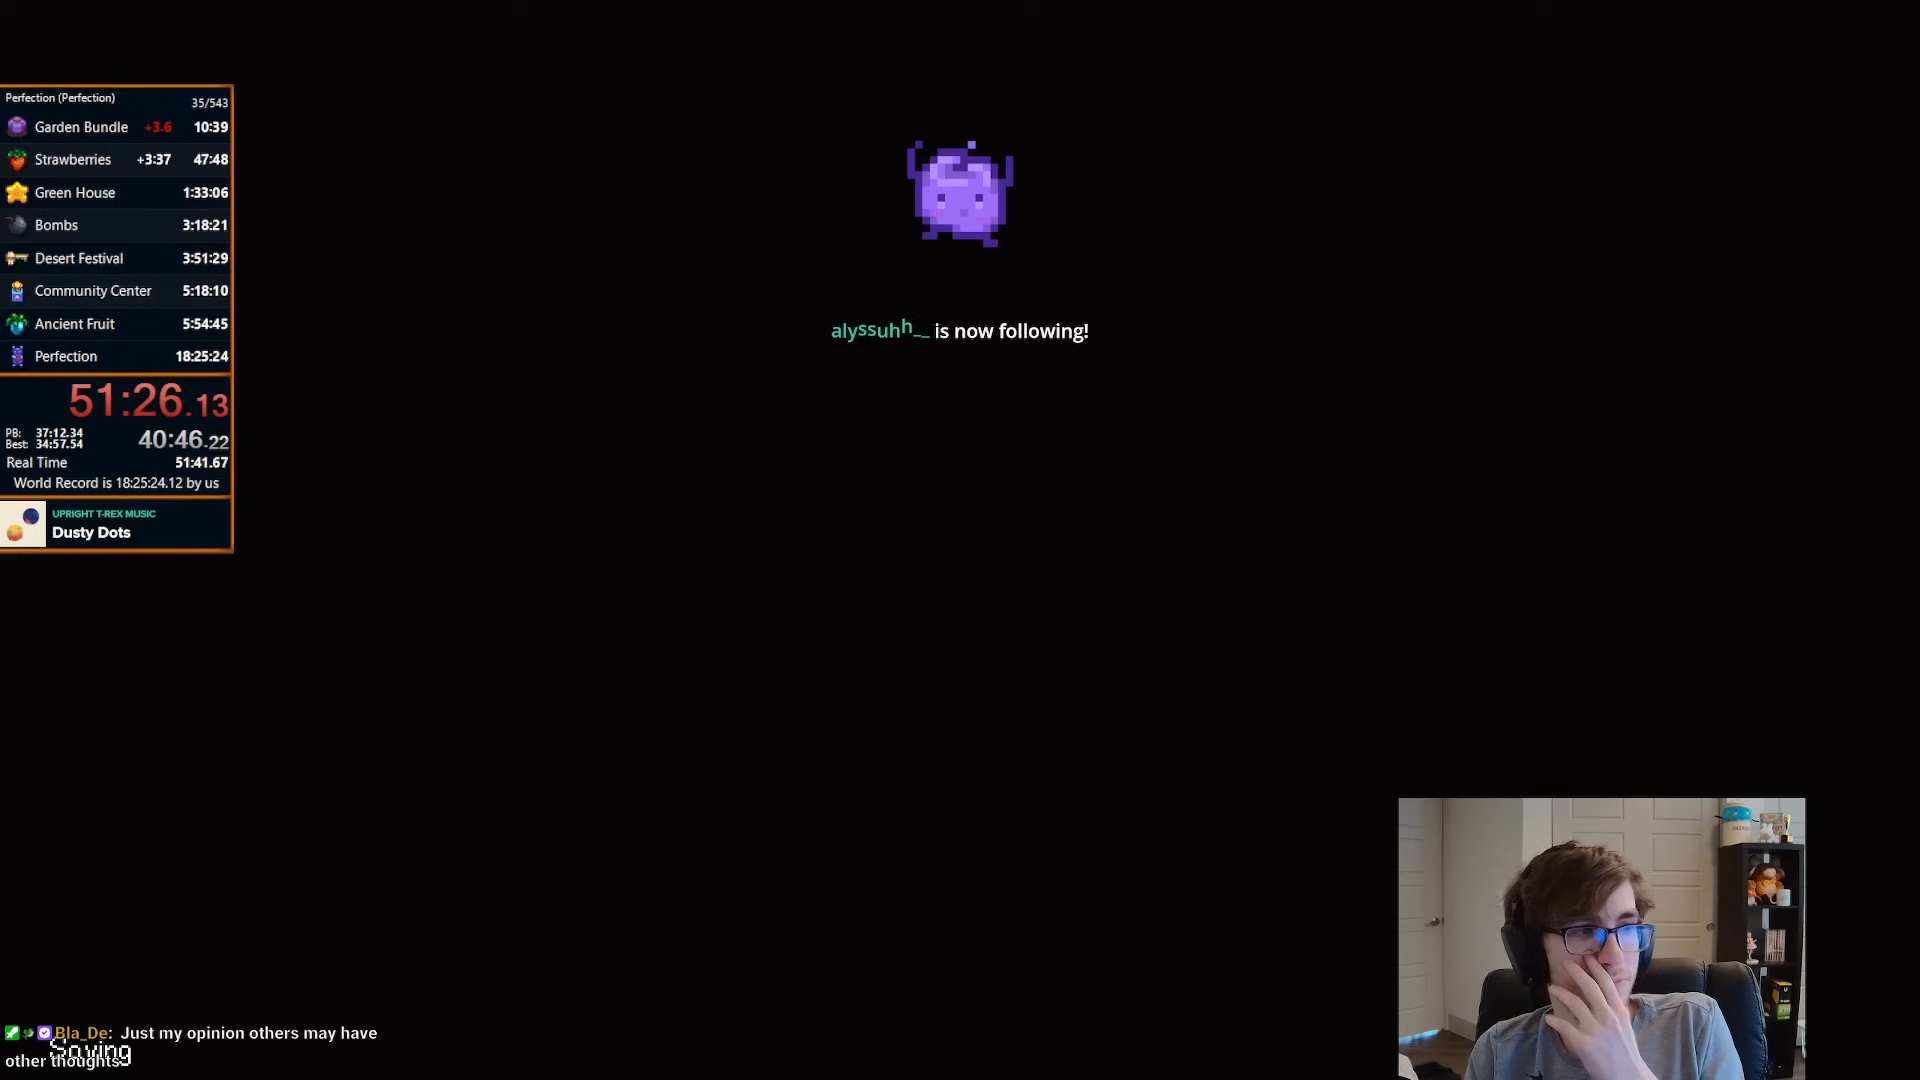 Perfection (Perfection)
35/543
Garden Bundle +3.6 10:39
Strawberries +3:37 47:48
Green House 1:33:06
Bombs 3:18:21
Desert Festival 3:51:29
Community Center 5:18:10
Ancient Fruit 5:54:45
Perfection 18:25:24
51:26.13
PB: 37:12.34
Best: 34:57.54
40:46.22
Real Time 51:41.67
World Record is 18:25:24.12 by us
UPRIGHT T-REX MUSIC
Dusty Dots
alyssuhh__ is now following!
Bla_De: Just my opinion others may have
other thoughts
Saving